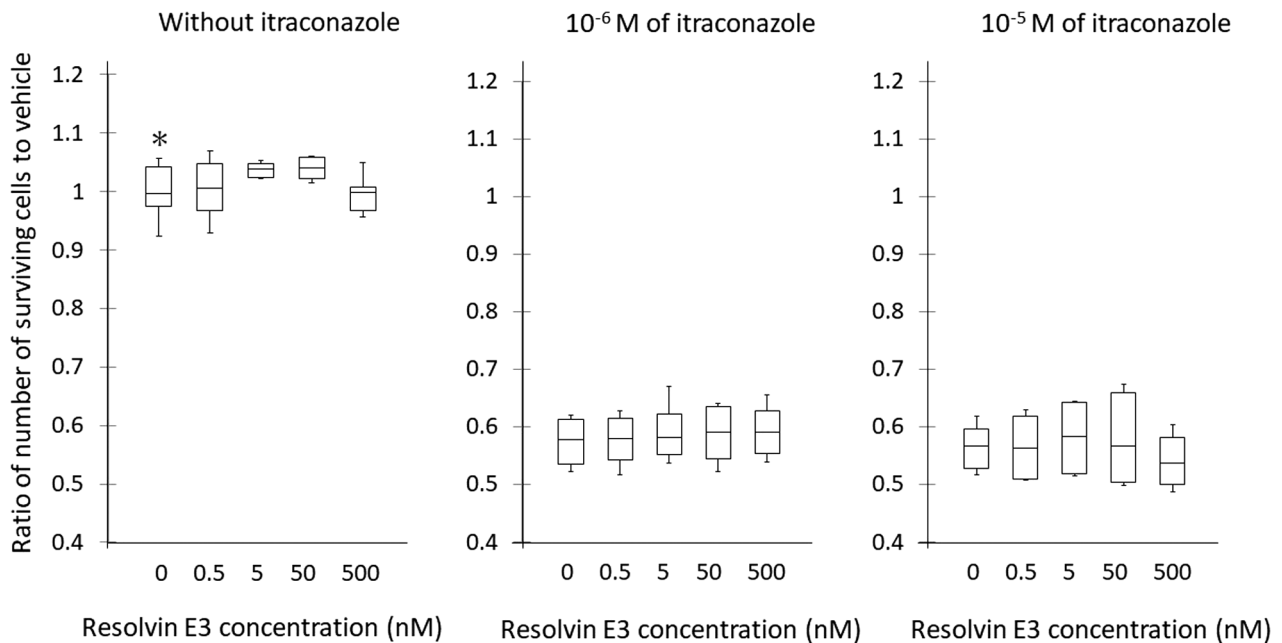 Without itraconazole
10⁻⁶ M of itraconazole
10⁻⁵ M of itraconazole
Ratio of number of surviving cells to vehicle
1.2
1.1
1
0.9
0.8
0.7
0.6
0.5
0.4
*
0 0.5 5 50 500
Resolvin E3 concentration (nM)
1.2
1.1
1
0.9
0.8
0.7
0.6
0.5
0.4
0 0.5 5 50 500
Resolvin E3 concentration (nM)
1.2
1.1
1
0.9
0.8
0.7
0.6
0.5
0.4
0 0.5 5 50 500
Resolvin E3 concentration (nM)